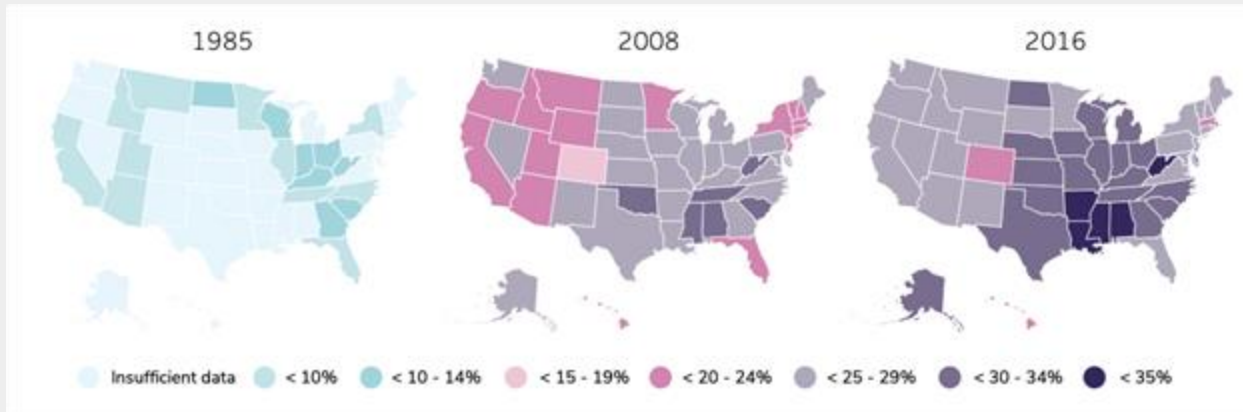 1985 2008 2016
Insufficient data < 10% < 10 - 14% < 15 - 19% < 20 - 24% < 25 - 29% < 30 - 34% < 35%